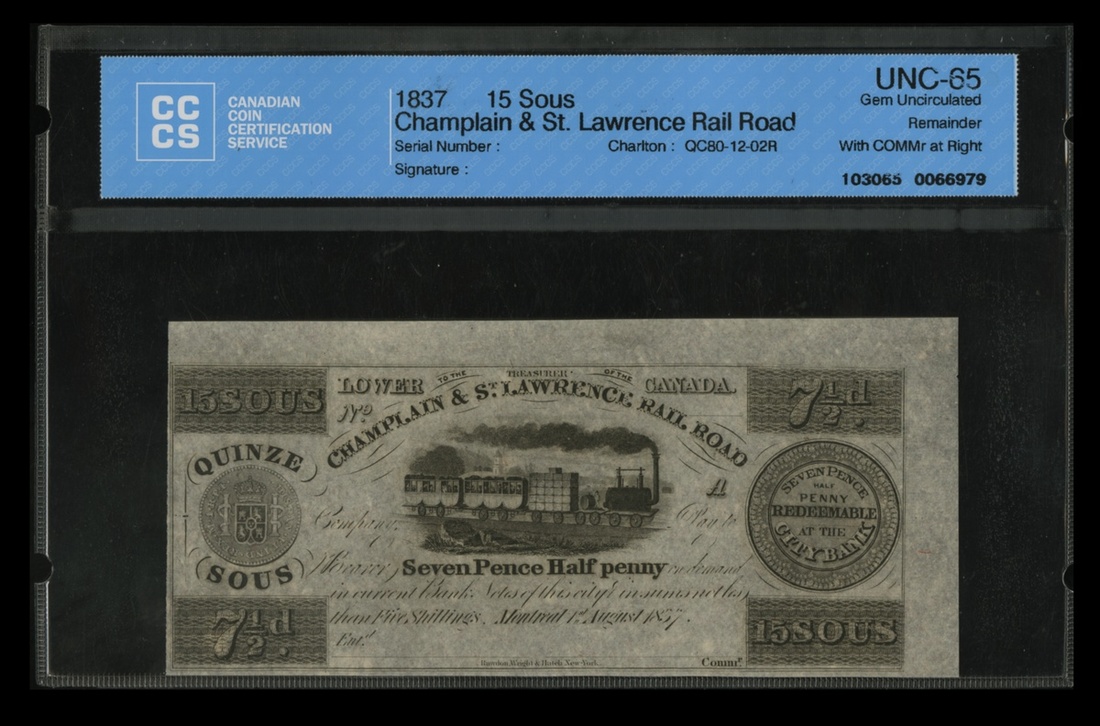 CC
CS
CANADIAN
COIN
CERTIFICATION
SERVICE
1837 15 Sous
Champlain & St. Lawrence Rail Road
Serial Number :
Charlton : QC80-12-02R
Signature :
UNC-65
Gem Uncirculated
Remainder
With COMMr at Right
103065 0066979
15 SOUS
LOWER TO THE TREASURER OF THE CANADA.
7½d.
No
CHAMPLAIN & ST. LAWRENCE RAIL ROAD
QUINZE
SOUS
A
Company, Pay to
Bearer, Seven Pence Half penny on demand
in current Bank Notes of this city in sums not less
than Five Shillings. Montreal 1st August 1837.
Entd.
SEVEN PENCE
HALF
PENNY
REDEEMABLE
AT THE
CITY BANK
7½d.
15 SOUS
Rawdon, Wright & Hatch, New-York.
Commr.